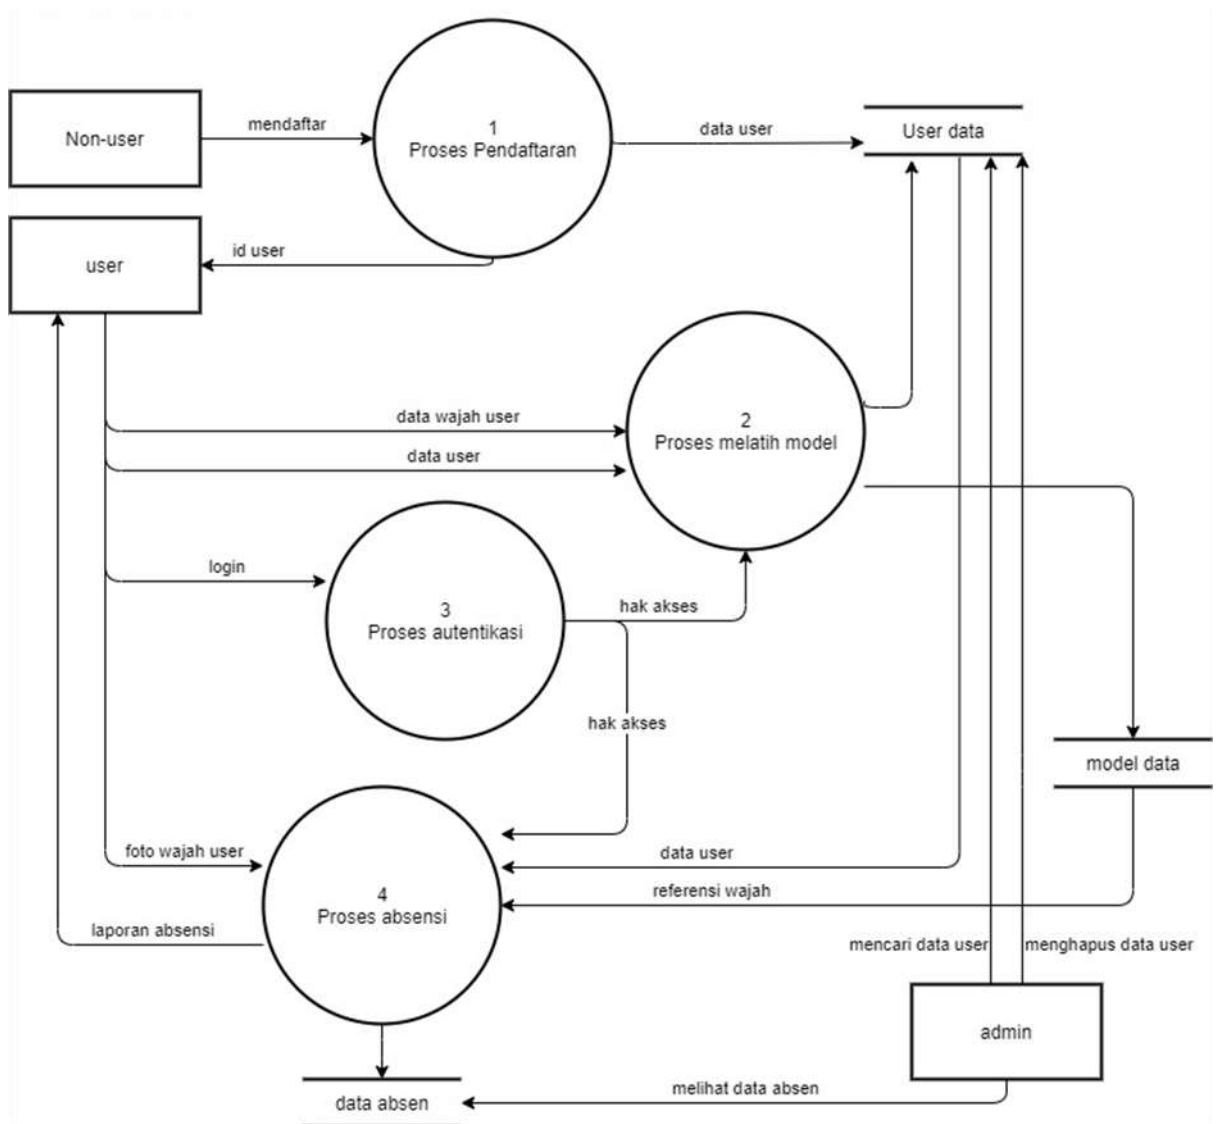 1
Proses Pendaftaran
Non-user
mendaftar
data user
User data
user
id user
data wajah user
data user
2
Proses melatih model
login
3
Proses autentikasi
hak akses
hak akses
model data
foto wajah user
4
Proses absensi
data user
referensi wajah
laporan absensi
mencari data user
menghapus data user
admin
melihat data absen
data absen